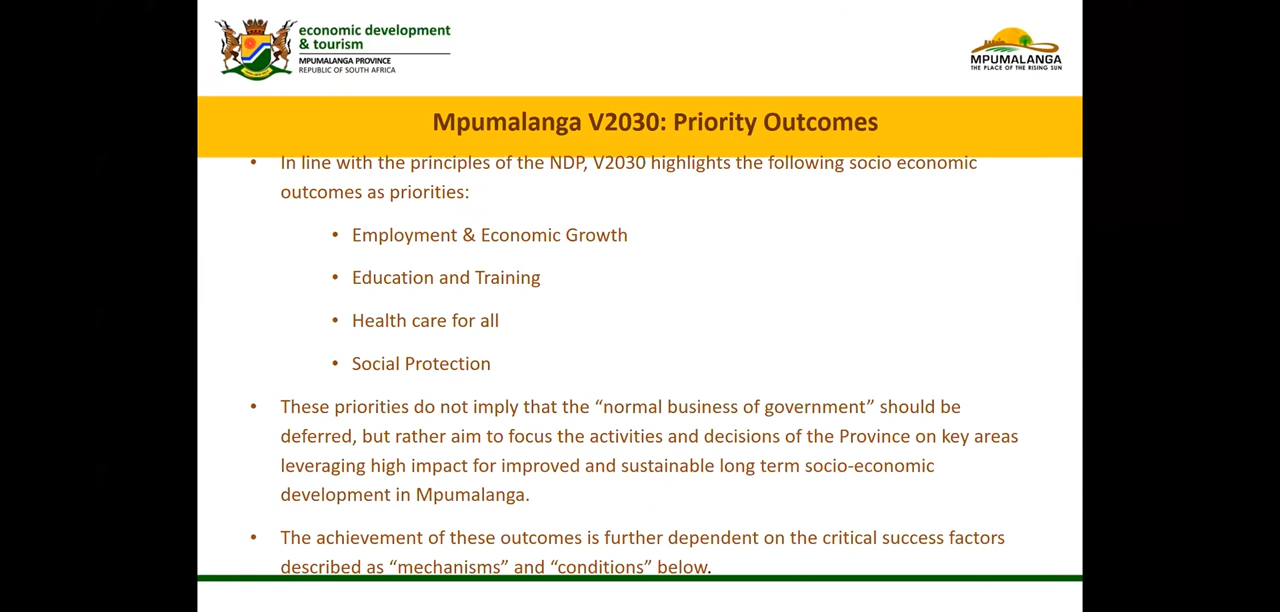 economic development
& tourism
MPUMALANGA PROVINCE
REPUBLIC OF SOUTH AFRICA
MPUMALANGA
THE PLACE OF THE RISING SUN
Mpumalanga V2030: Priority Outcomes
• In line with the principles of the NDP, V2030 highlights the following socio economic
outcomes as priorities:
• Employment & Economic Growth
• Education and Training
• Health care for all
• Social Protection
• These priorities do not imply that the “normal business of government” should be
deferred, but rather aim to focus the activities and decisions of the Province on key areas
leveraging high impact for improved and sustainable long term socio-economic
development in Mpumalanga.
• The achievement of these outcomes is further dependent on the critical success factors
described as “mechanisms” and “conditions” below.